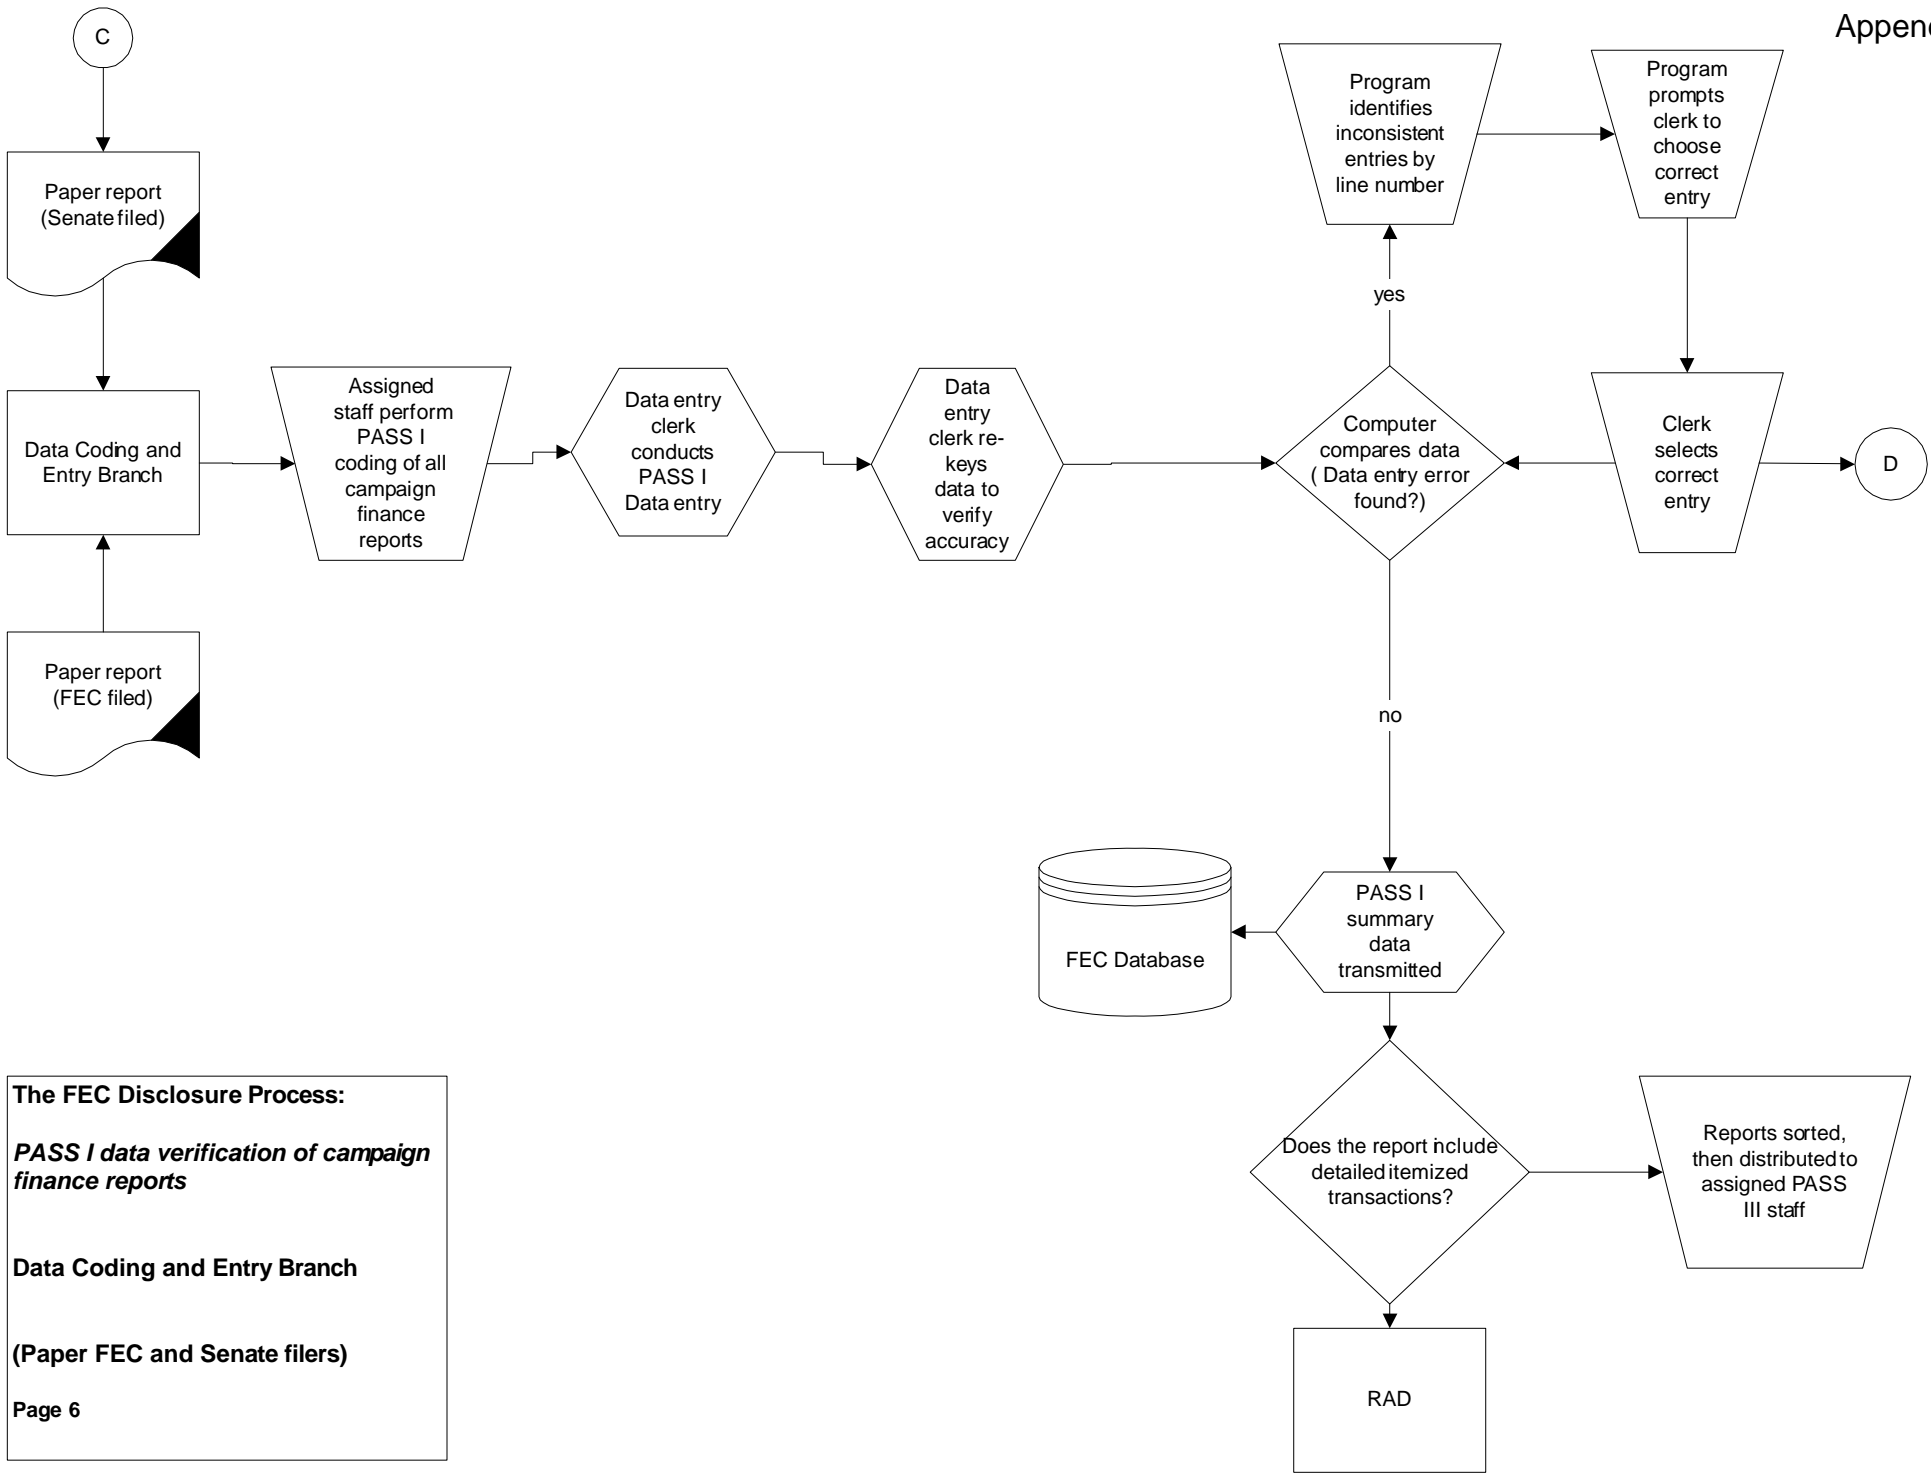 Appen
C
Paper report
(Senate filed)
Data Coding and
Entry Branch
Paper report
(FEC filed)
Assigned
staff perform
PASS I
coding of all
campaign
finance
reports
Data entry
clerk
conducts
PASS I
Data entry
Data
entry
clerk re-
keys
data to
verify
accuracy
Computer
compares data
( Data entry error
found?)
yes
Program
identifies
inconsistent
entries by
line number
Program
prompts
clerk to
choose
correct
entry
Clerk
selects
correct
entry
D
no
PASS I
summary
data
transmitted
FEC Database
Does the report include
detailed itemized
transactions?
Reports sorted,
then distributed to
assigned PASS
III staff
RAD
The FEC Disclosure Process:
PASS I data verification of campaign
finance reports
Data Coding and Entry Branch
(Paper FEC and Senate filers)
Page 6